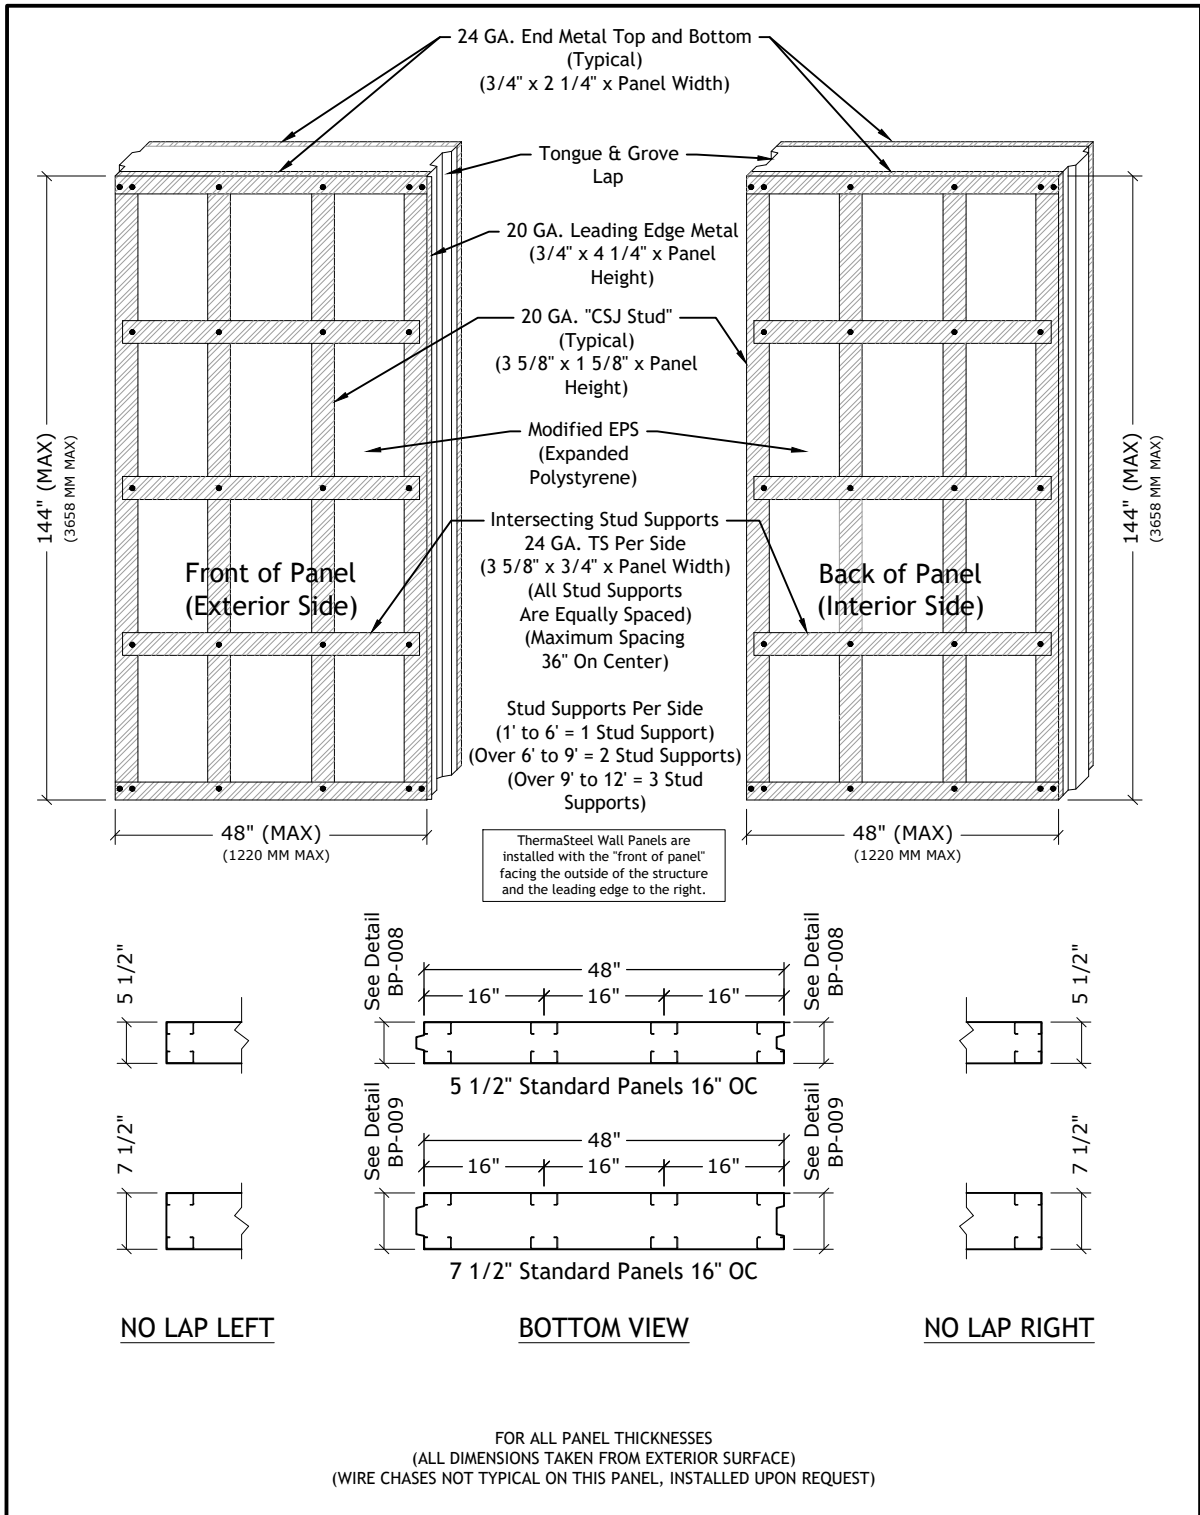 24 GA. End Metal Top and Bottom
(Typical)
(3/4" x 2 1/4" x Panel Width)
Tongue & Grove
Lap
20 GA. Leading Edge Metal
(3/4" x 4 1/4" x Panel
Height)
20 GA. "CSJ Stud"
(Typical)
(3 5/8" x 1 5/8" x Panel
Height)
Modified EPS
(Expanded
Polystyrene)
Intersecting Stud Supports
24 GA. TS Per Side
(3 5/8" x 3/4" x Panel Width)
(All Stud Supports
Are Equally Spaced)
(Maximum Spacing
36" On Center)
Stud Supports Per Side
(1' to 6' = 1 Stud Support)
(Over 6' to 9' = 2 Stud Supports)
(Over 9' to 12' = 3 Stud
Supports)
144" (MAX)
(3658 MM MAX)
Front of Panel
(Exterior Side)
48" (MAX)
(1220 MM MAX)
Back of Panel
(Interior Side)
144" (MAX)
(3658 MM MAX)
48" (MAX)
(1220 MM MAX)
ThermaSteel Wall Panels are
installed with the "front of panel"
facing the outside of the structure
and the leading edge to the right.
5 1/2"
See Detail
BP-008
48"
16"
16"
16"
See Detail
BP-008
5 1/2"
5 1/2" Standard Panels 16" OC
7 1/2"
See Detail
BP-009
48"
16"
16"
16"
See Detail
BP-009
7 1/2"
7 1/2" Standard Panels 16" OC
NO LAP LEFT
BOTTOM VIEW
NO LAP RIGHT
FOR ALL PANEL THICKNESSES
(ALL DIMENSIONS TAKEN FROM EXTERIOR SURFACE)
(WIRE CHASES NOT TYPICAL ON THIS PANEL, INSTALLED UPON REQUEST)